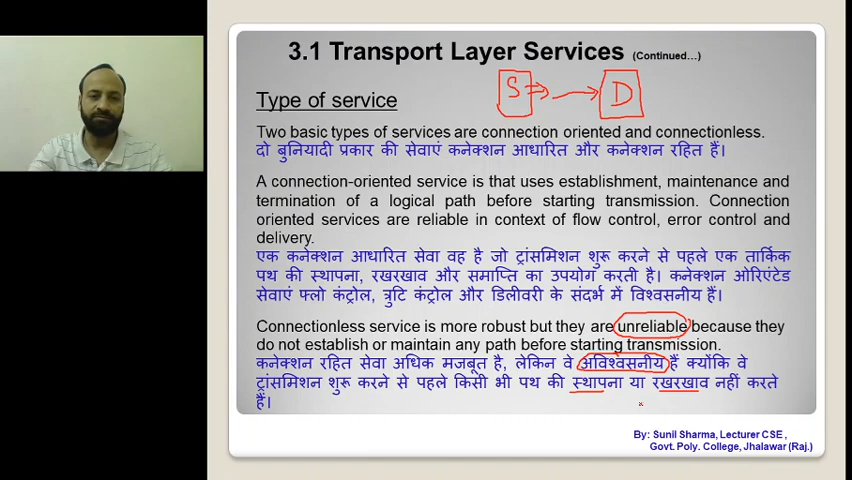 3.1 Transport Layer Services (Continued…)
S D
Type of service
Two basic types of services are connection oriented and connectionless.
दो बुनियादी प्रकार की सेवाएं कनेक्शन आधारित और कनेक्शन रहित हैं।
A connection-oriented service is that uses establishment, maintenance and
termination of a logical path before starting transmission. Connection
oriented services are reliable in context of flow control, error control and
delivery.
एक कनेक्शन आधारित सेवा वह है जो ट्रांसमिशन शुरू करने से पहले एक तार्किक
पथ की स्थापना, रखरखाव और समाप्ति का उपयोग करती है। कनेक्शन ओरिएंटेड
सेवाएं फ्लो कंट्रोल, त्रुटि कंट्रोल और डिलीवरी के संदर्भ में विश्वसनीय हैं।
Connectionless service is more robust but they are unreliable because they
do not establish or maintain any path before starting transmission.
कनेक्शन रहित सेवा अधिक मजबूत है, लेकिन वे अविश्वसनीय हैं क्योंकि वे
ट्रांसमिशन शुरू करने से पहले किसी भी पथ की स्थापना या रखरखाव नहीं करते
हैं।
By: Sunil Sharma, Lecturer CSE ,
Govt. Poly. College, Jhalawar (Raj.)